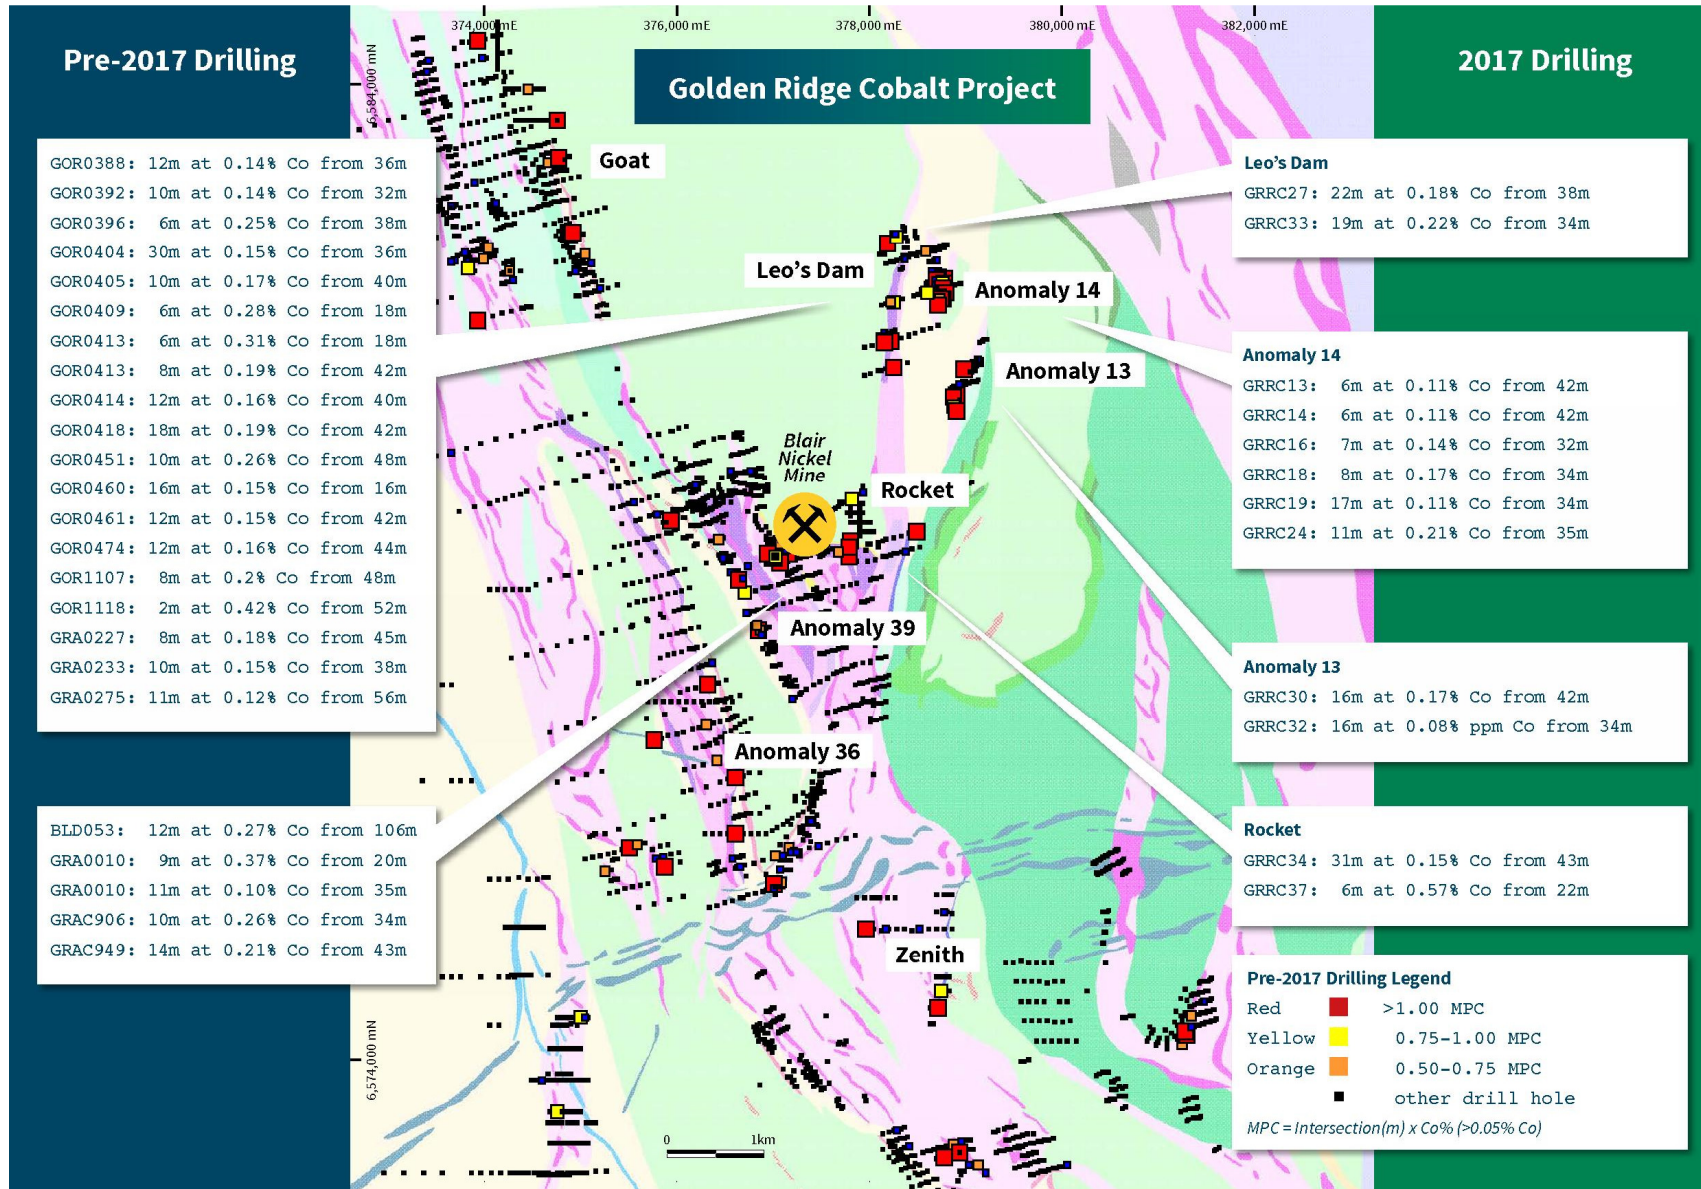 374,000 mE
376,000 mE
378,000 mE
380,000 mE
382,000 mE
Pre-2017 Drilling
Golden Ridge Cobalt Project
2017 Drilling
6,584,000 mN
GOR0388: 12m at 0.14% Co from 36m
GOR0392: 10m at 0.14% Co from 32m
GOR0396: 6m at 0.25% Co from 38m
GOR0404: 30m at 0.15% Co from 36m
GOR0405: 10m at 0.17% Co from 40m
GOR0409: 6m at 0.28% Co from 18m
GOR0413: 6m at 0.31% Co from 18m
GOR0413: 8m at 0.19% Co from 42m
GOR0414: 12m at 0.16% Co from 40m
GOR0418: 18m at 0.19% Co from 42m
GOR0451: 10m at 0.26% Co from 48m
GOR0460: 16m at 0.15% Co from 16m
GOR0461: 12m at 0.15% Co from 42m
GOR0474: 12m at 0.16% Co from 44m
GOR1107: 8m at 0.2% Co from 48m
GOR1118: 2m at 0.42% Co from 52m
GRA0227: 8m at 0.18% Co from 45m
GRA0233: 10m at 0.15% Co from 38m
GRA0275: 11m at 0.12% Co from 56m
BLD053: 12m at 0.27% Co from 106m
GRA0010: 9m at 0.37% Co from 20m
GRA0010: 11m at 0.10% Co from 35m
GRAC906: 10m at 0.26% Co from 34m
GRAC949: 14m at 0.21% Co from 43m
Goat
Leo's Dam
Anomaly 14
Anomaly 13
Blair
Nickel
Mine
Rocket
Anomaly 39
Anomaly 36
Zenith
6,574,000 mN
0
1km
Leo's Dam
GRRC27: 22m at 0.18% Co from 38m
GRRC33: 19m at 0.22% Co from 34m
Anomaly 14
GRRC13: 6m at 0.11% Co from 42m
GRRC14: 6m at 0.11% Co from 42m
GRRC16: 7m at 0.14% Co from 32m
GRRC18: 8m at 0.17% Co from 34m
GRRC19: 17m at 0.11% Co from 34m
GRRC24: 11m at 0.21% Co from 35m
Anomaly 13
GRRC30: 16m at 0.17% Co from 42m
GRRC32: 16m at 0.08% ppm Co from 34m
Rocket
GRRC34: 31m at 0.15% Co from 43m
GRRC37: 6m at 0.57% Co from 22m
Pre-2017 Drilling Legend
Red >1.00 MPC
Yellow 0.75-1.00 MPC
Orange 0.50-0.75 MPC
other drill hole
MPC = Intersection(m) x Co% (>0.05% Co)